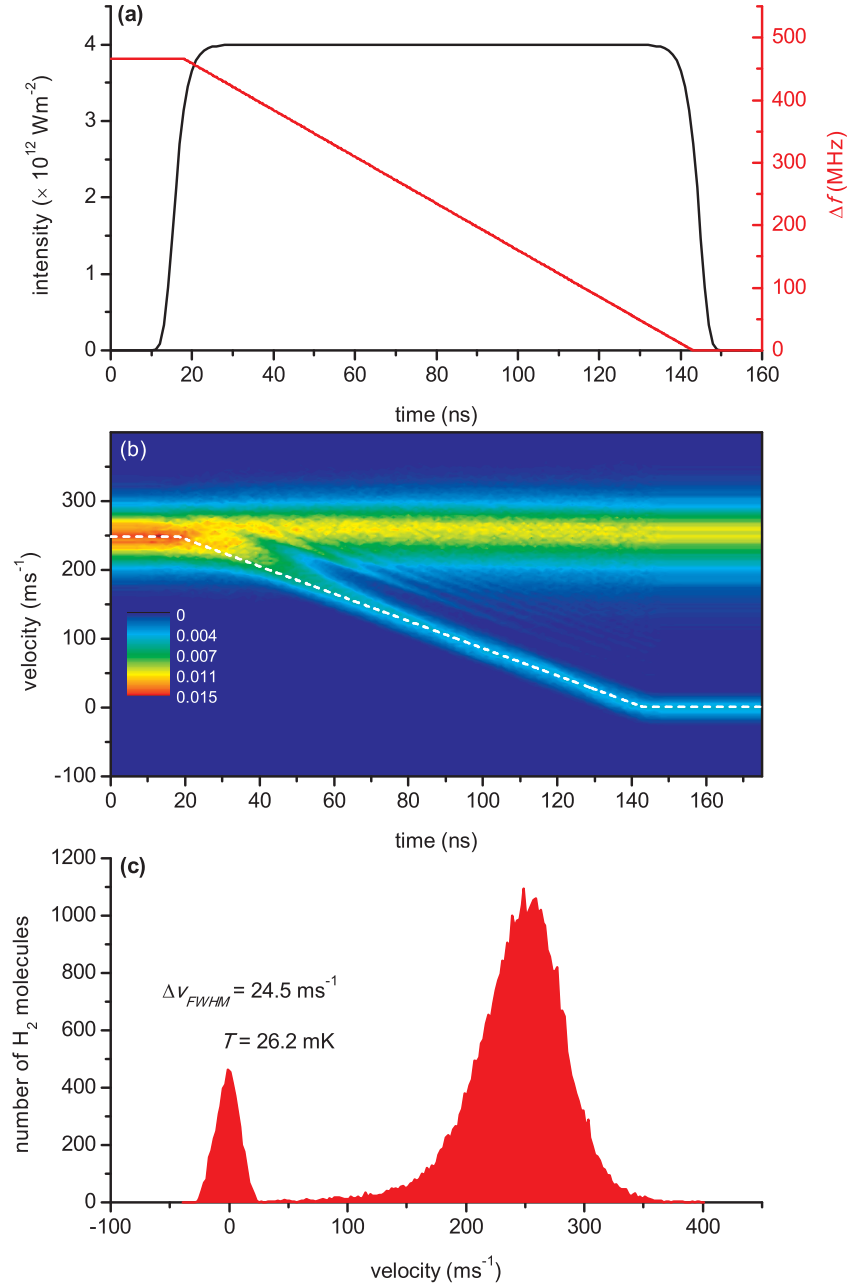 (a)
intensity (× 10¹² Wm⁻²)
4
3
2
1
0
500
400
300
200
100
0
Δf (MHz)
0 20 40 60 80 100 120 140 160
time (ns)
(b)
velocity (ms⁻¹)
300
200
100
0
-100
0
0.004
0.007
0.011
0.015
0 20 40 60 80 100 120 140 160
time (ns)
(c)
number of H₂ molecules
1200
1000
800
600
400
200
0
Δv_FWHM = 24.5 ms⁻¹
T = 26.2 mK
-100 0 100 200 300 400
velocity (ms⁻¹)